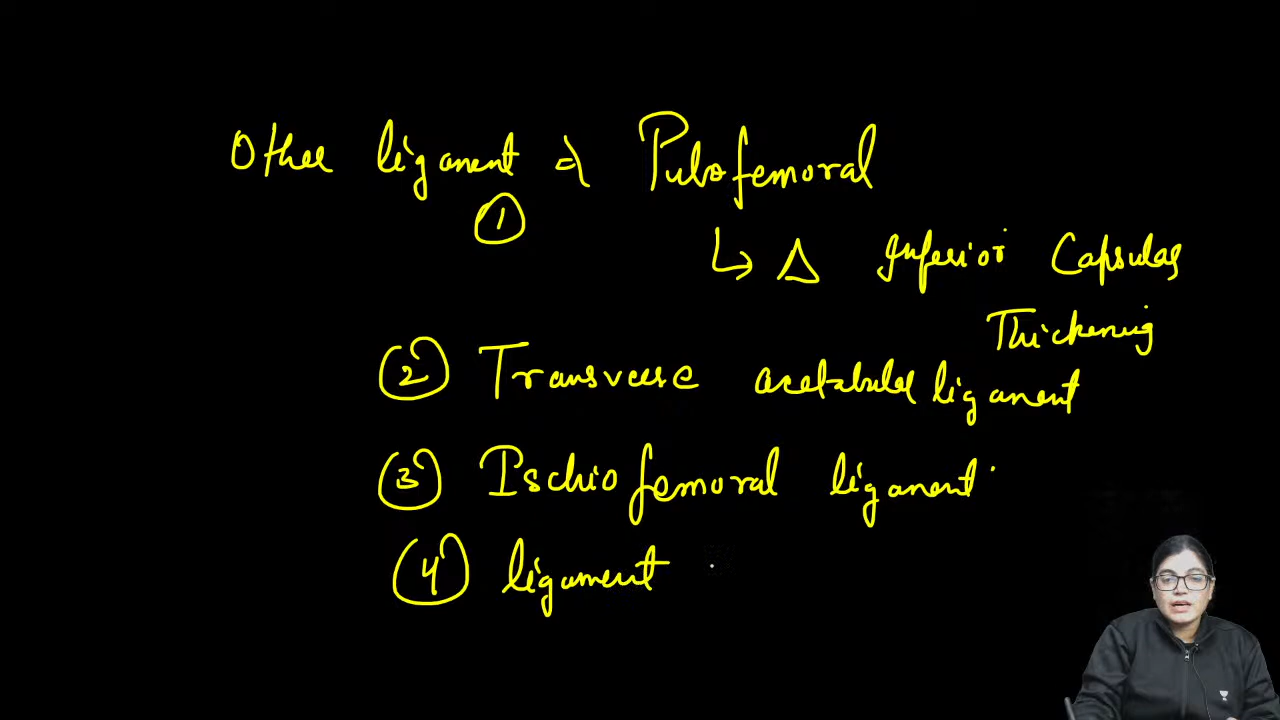 Other ligament → Pubofemoral
①
↳ Δ Inferior Capsular
Thickening
② Transverse acetabular ligament
③ Ischiofemoral ligament
④ ligament